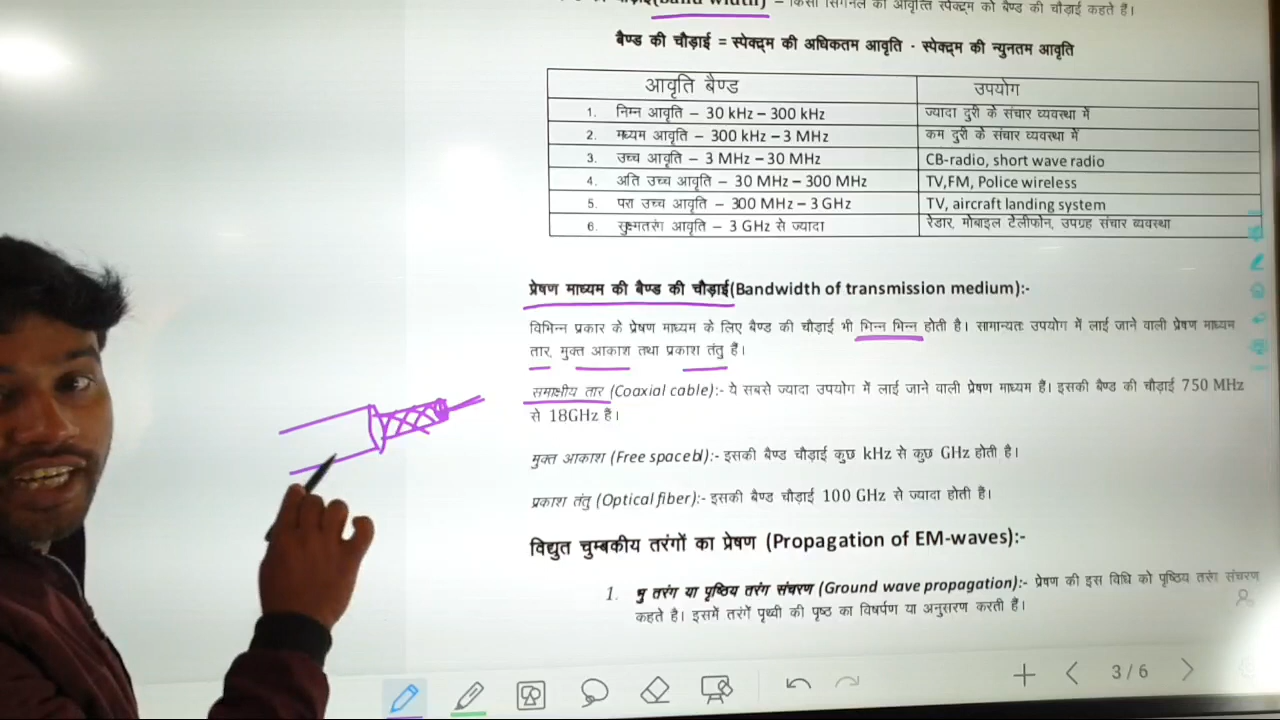 (Band width) – किसी सिगनल की आवृत्ति स्पेक्ट्रम को बैण्ड की चौड़ाई कहते हैं।
बैण्ड की चौड़ाई = स्पेक्ट्रम की अधिकतम आवृति - स्पेक्ट्रम की न्युनतम आवृति
आवृति बैण्ड उपयोग
1. निम्न आवृति – 30 kHz – 300 kHz ज्यादा दुरी के संचार व्यवस्था में
2. मध्यम आवृति – 300 kHz – 3 MHz कम दुरी के संचार व्यवस्था में
3. उच्च आवृति – 3 MHz – 30 MHz CB-radio, short wave radio
4. अति उच्च आवृति – 30 MHz – 300 MHz TV,FM, Police wireless
5. परा उच्च आवृति – 300 MHz – 3 GHz TV, aircraft landing system
6. सुक्ष्मतरंग आवृति – 3 GHz से ज्यादा रेडार, मोबाइल टेलीफोन, उपग्रह संचार व्यवस्था
प्रेषण माध्यम की बैण्ड की चौड़ाई(Bandwidth of transmission medium):-
विभिन्न प्रकार के प्रेषण माध्यम के लिए बैण्ड की चौड़ाई भी भिन्न भिन्न होती है। सामान्यतः उपयोग में लाई जाने वाली प्रेषण माध्यम
तार, मुक्त आकाश तथा प्रकाश तंतु हैं।
समाक्षीय तार (Coaxial cable):- ये सबसे ज्यादा उपयोग में लाई जाने वाली प्रेषण माध्यम हैं। इसकी बैण्ड की चौड़ाई 750 MHz
से 18GHz हैं।
मुक्त आकाश (Free spacebl):- इसकी बैण्ड चौड़ाई कुछ kHz से कुछ GHz होती है।
प्रकाश तंतु (Optical fiber):- इसकी बैण्ड चौड़ाई 100 GHz से ज्यादा होती है।
विद्युत चुम्बकीय तरंगों का प्रेषण (Propagation of EM-waves):-
1. भु तरंग या पृष्ठिय तरंग संचरण (Ground wave propagation):- प्रेषण की इस विधि को पृष्ठिय तरंग संचरण
कहते है। इसमें तरंगें पृथ्वी की पृष्ठ का विषर्पण या अनुसरण करती हैं।
3 / 6